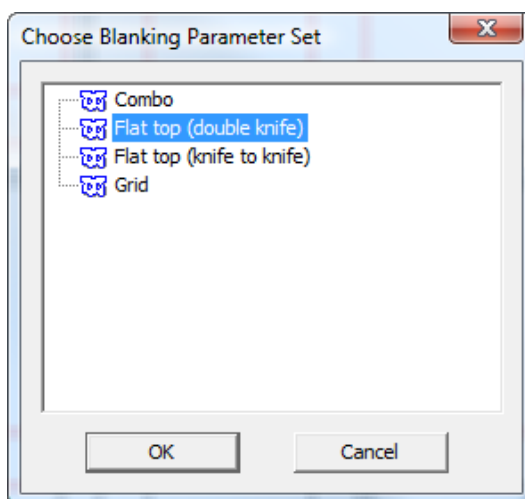 Choose Blanking Parameter Set
Combo
Flat top (double knife)
Flat top (knife to knife)
Grid
OK
Cancel